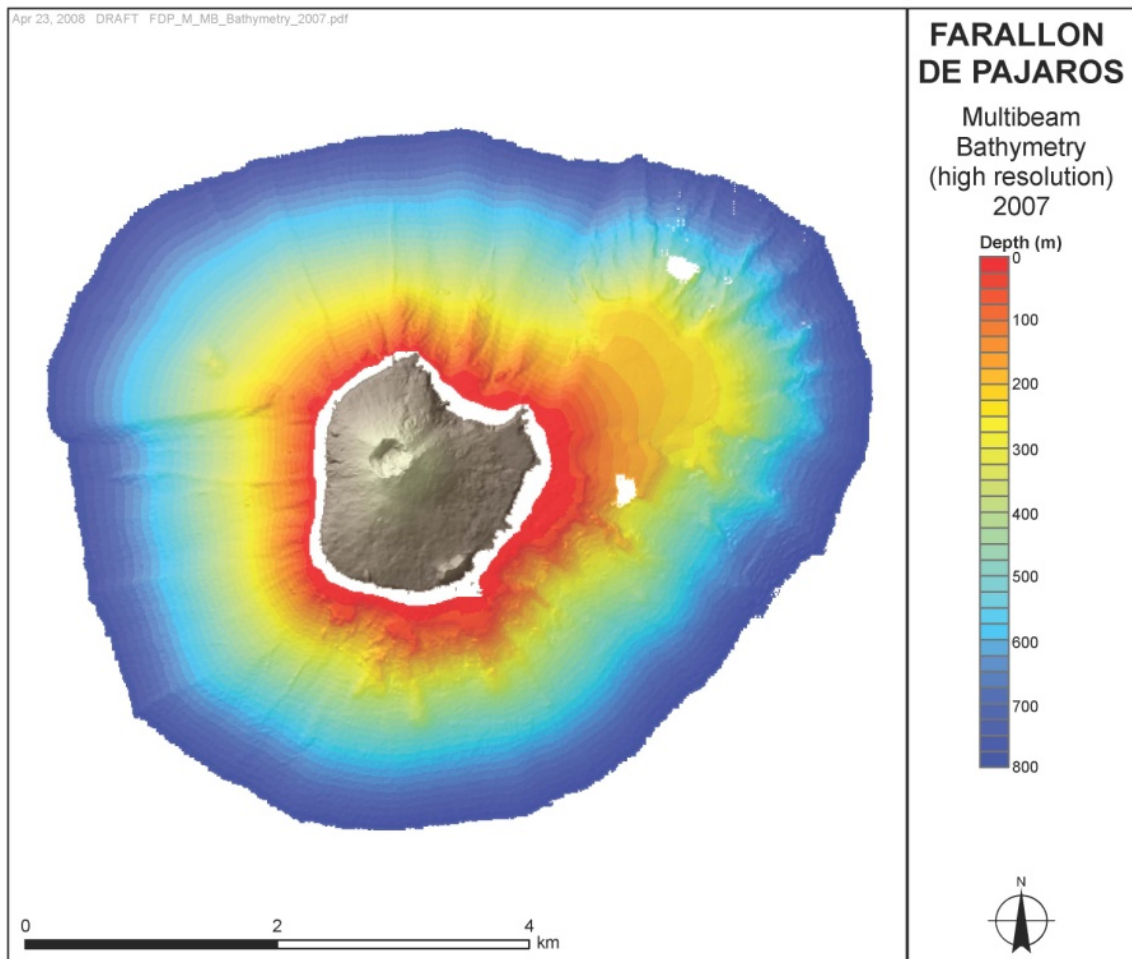 Apr 23, 2008 DRAFT FDP_M_MB_Bathymetry_2007.pdf
FARALLON
DE PAJAROS
Multibeam
Bathymetry
(high resolution)
2007
Depth (m)
0
100
200
300
400
500
600
700
800
N
0 2 4
km